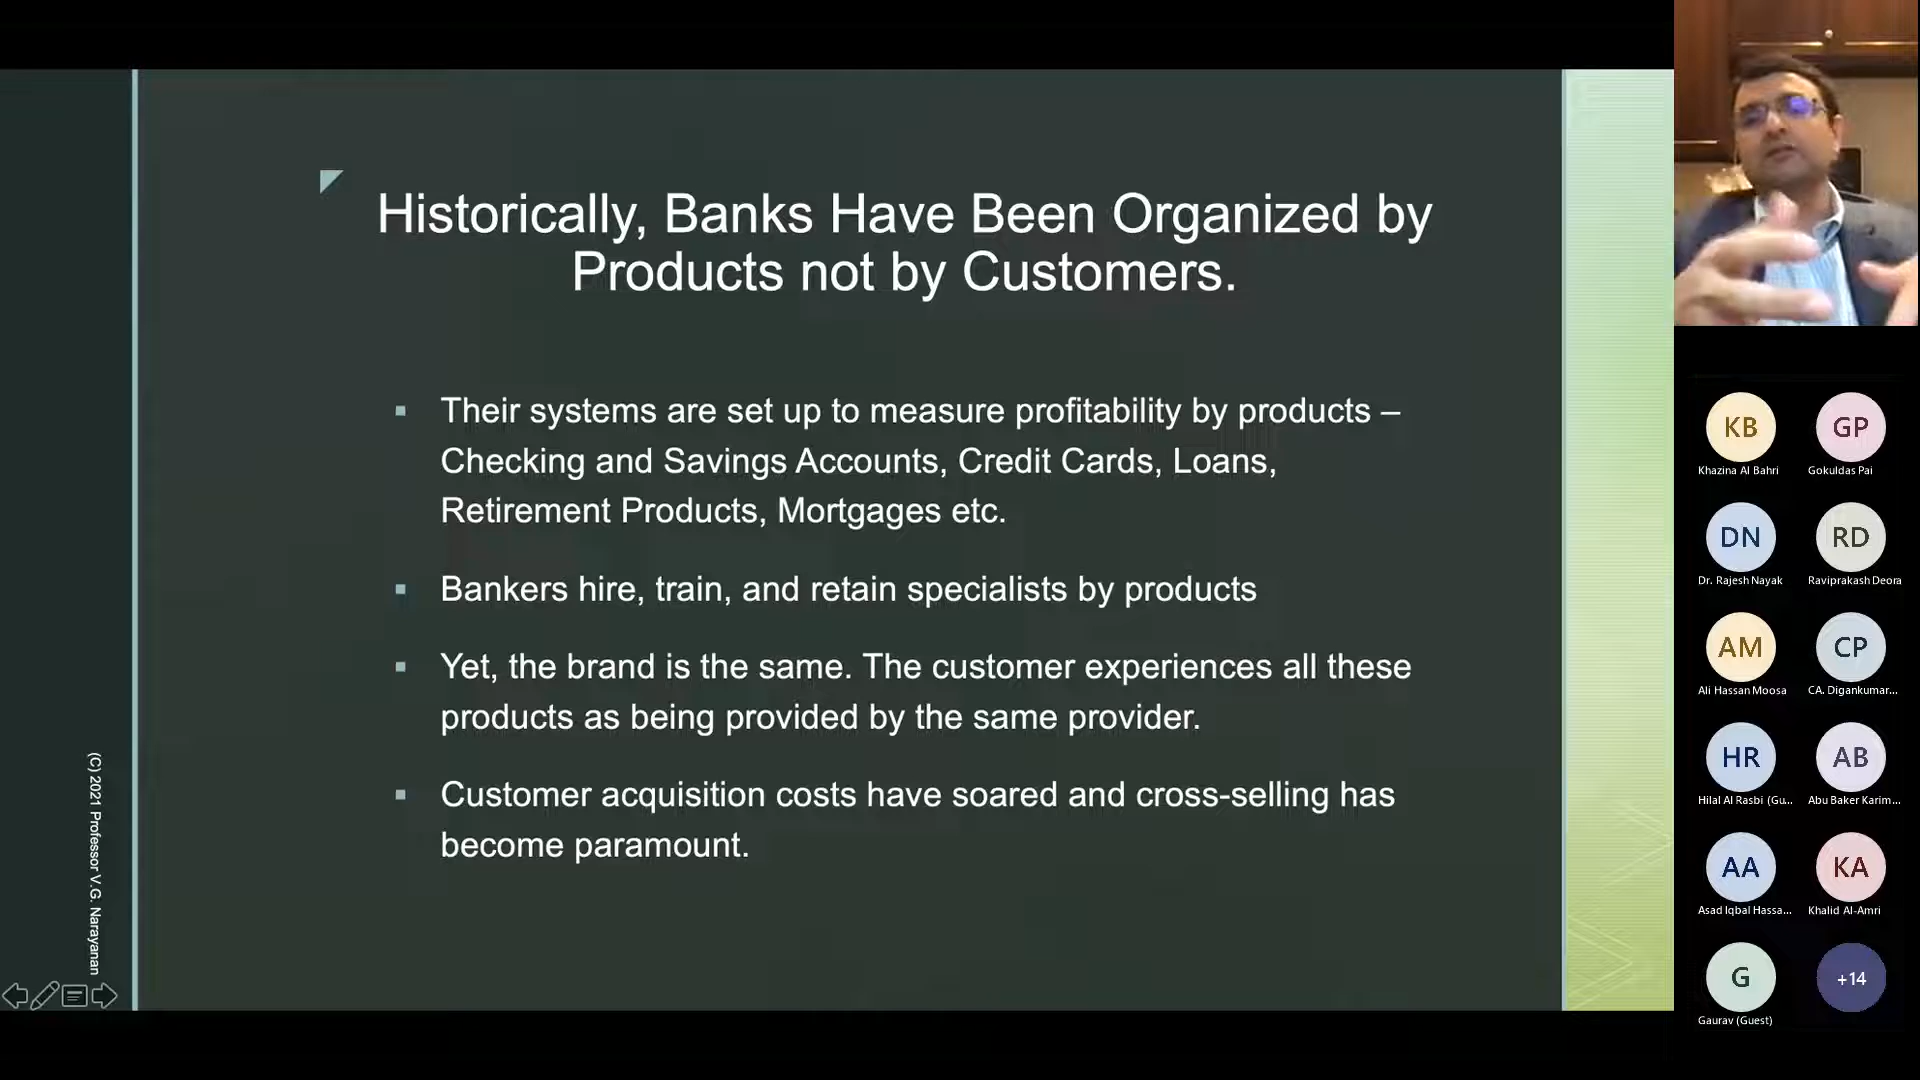 Historically, Banks Have Been Organized by
Products not by Customers.
▪ Their systems are set up to measure profitability by products –
Checking and Savings Accounts, Credit Cards, Loans,
Retirement Products, Mortgages etc.
▪ Bankers hire, train, and retain specialists by products
▪ Yet, the brand is the same. The customer experiences all these
products as being provided by the same provider.
▪ Customer acquisition costs have soared and cross-selling has
become paramount.
(C) 2021 Professor V.G. Narayanan
KB
Khazina Al Bahri
GP
Gokuldas Pai
DN
Dr. Rajesh Nayak
RD
Raviprakash Deora
AM
Ali Hassan Moosa
CP
CA. Digankumar...
HR
Hilal Al Rasbi (Gu...
AB
Abu Baker Karim...
AA
Asad Iqbal Hassa...
KA
Khalid Al-Amri
G
Gaurav (Guest)
+14